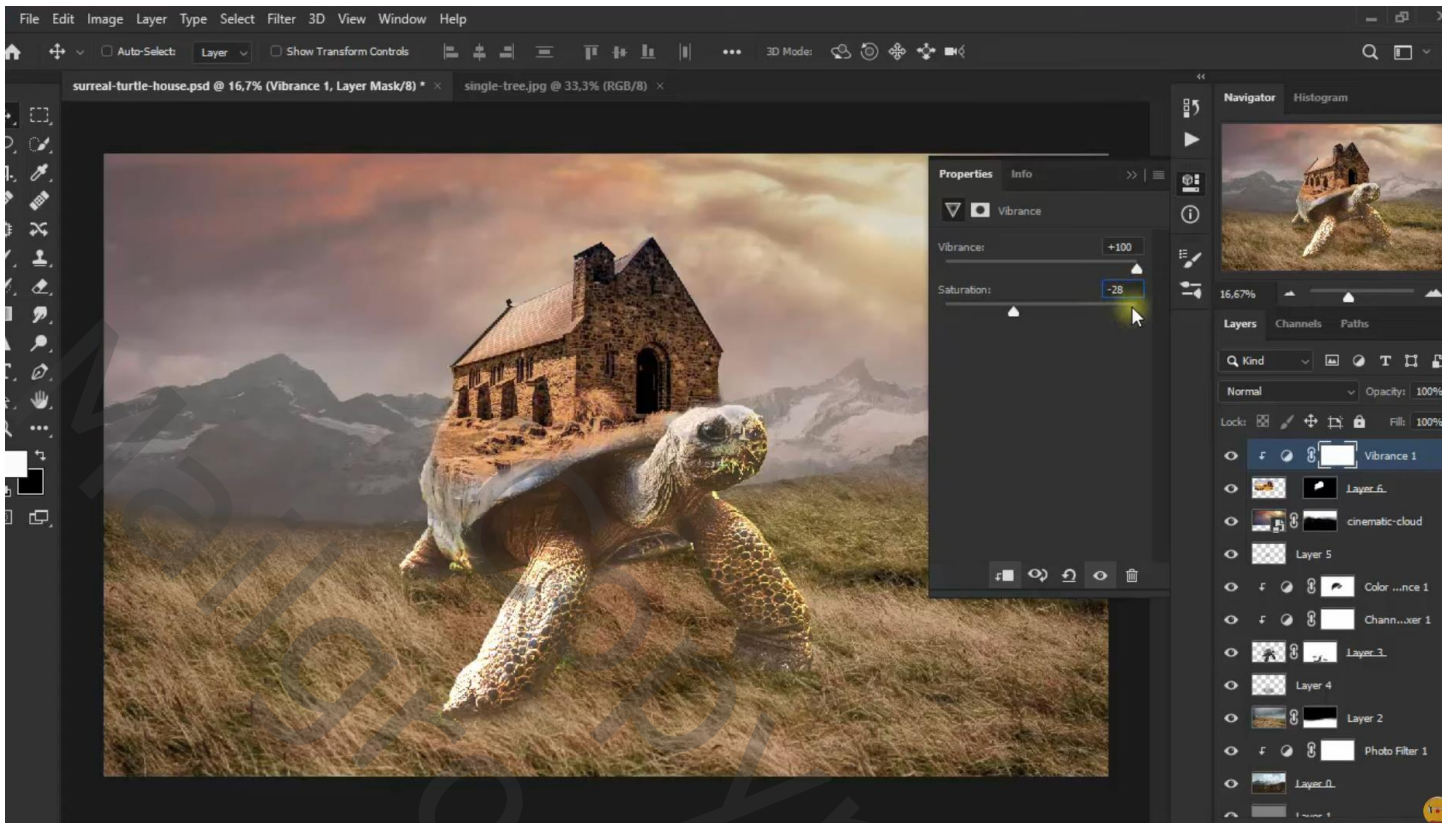 File Edit Image Layer Type Select Filter 3D View Window Help
Auto-Select: Layer Show Transform Controls 3D Mode:
surreal-turtle-house.psd @ 16,7% (Vibrance 1, Layer Mask/8) * × single-tree.jpg @ 33,3% (RGB/8) ×
Navigator Histogram
Properties Info
Vibrance
Vibrance: +100
Saturation: -28
16,67%
Layers Channels Paths
Kind
Normal Opacity: 100%
Lock: Fill: 100%
Vibrance 1
Layer 6
cinematic-cloud
Layer 5
Color ...nce 1
Chann...xer 1
Layer 3
Layer 4
Layer 2
Photo Filter 1
Layer 0
Layer 1